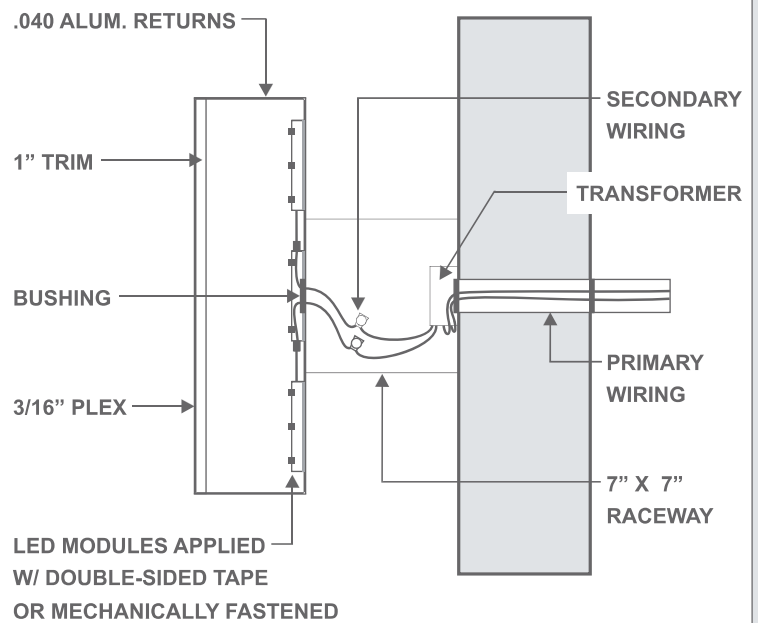 .040 ALUM. RETURNS
SECONDARY
WIRING
1” TRIM
TRANSFORMER
BUSHING
PRIMARY
WIRING
3/16” PLEX
7” X 7”
RACEWAY
LED MODULES APPLIED
W/ DOUBLE-SIDED TAPE
OR MECHANICALLY FASTENED